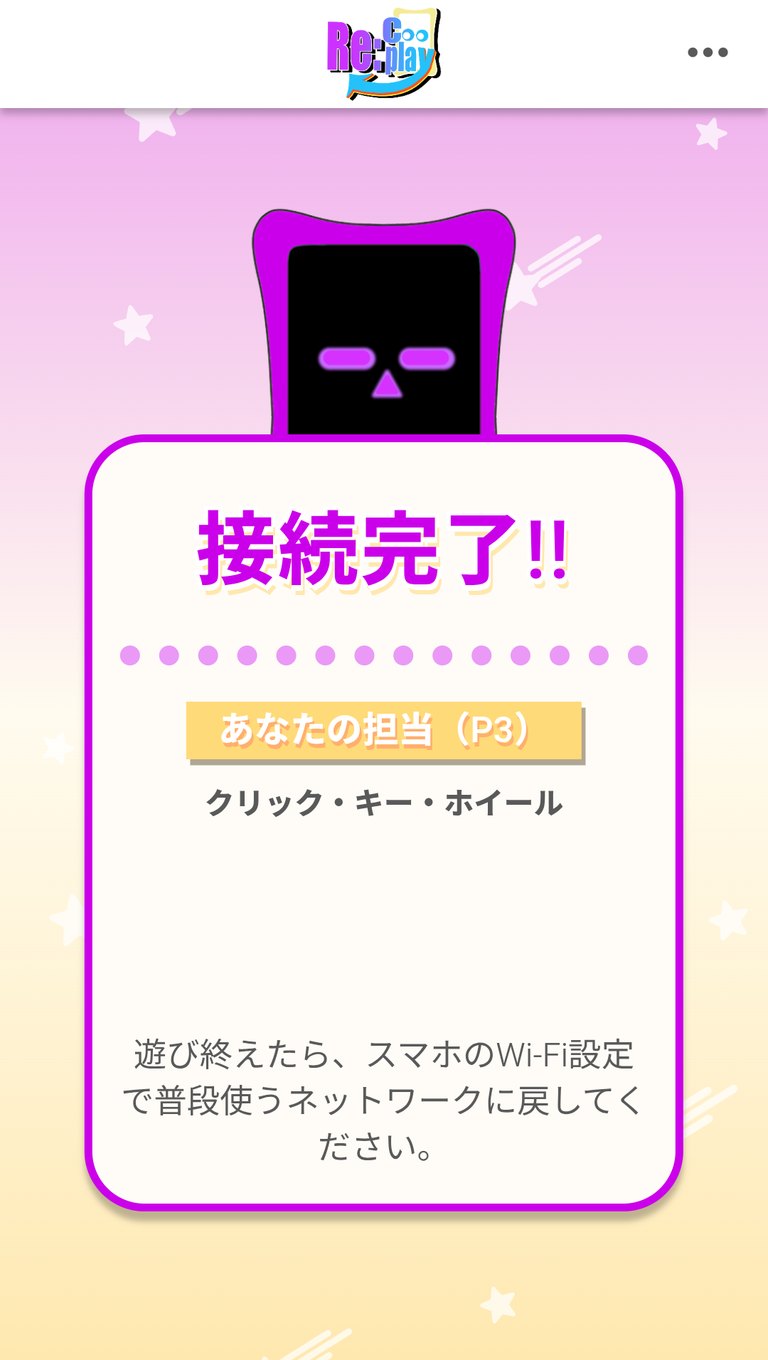 Re:Coo
play
接続完了!!
あなたの担当（P3）
クリック・キー・ホイール
遊び終えたら、スマホのWi-Fi設定
で普段使うネットワークに戻してく
ださい。